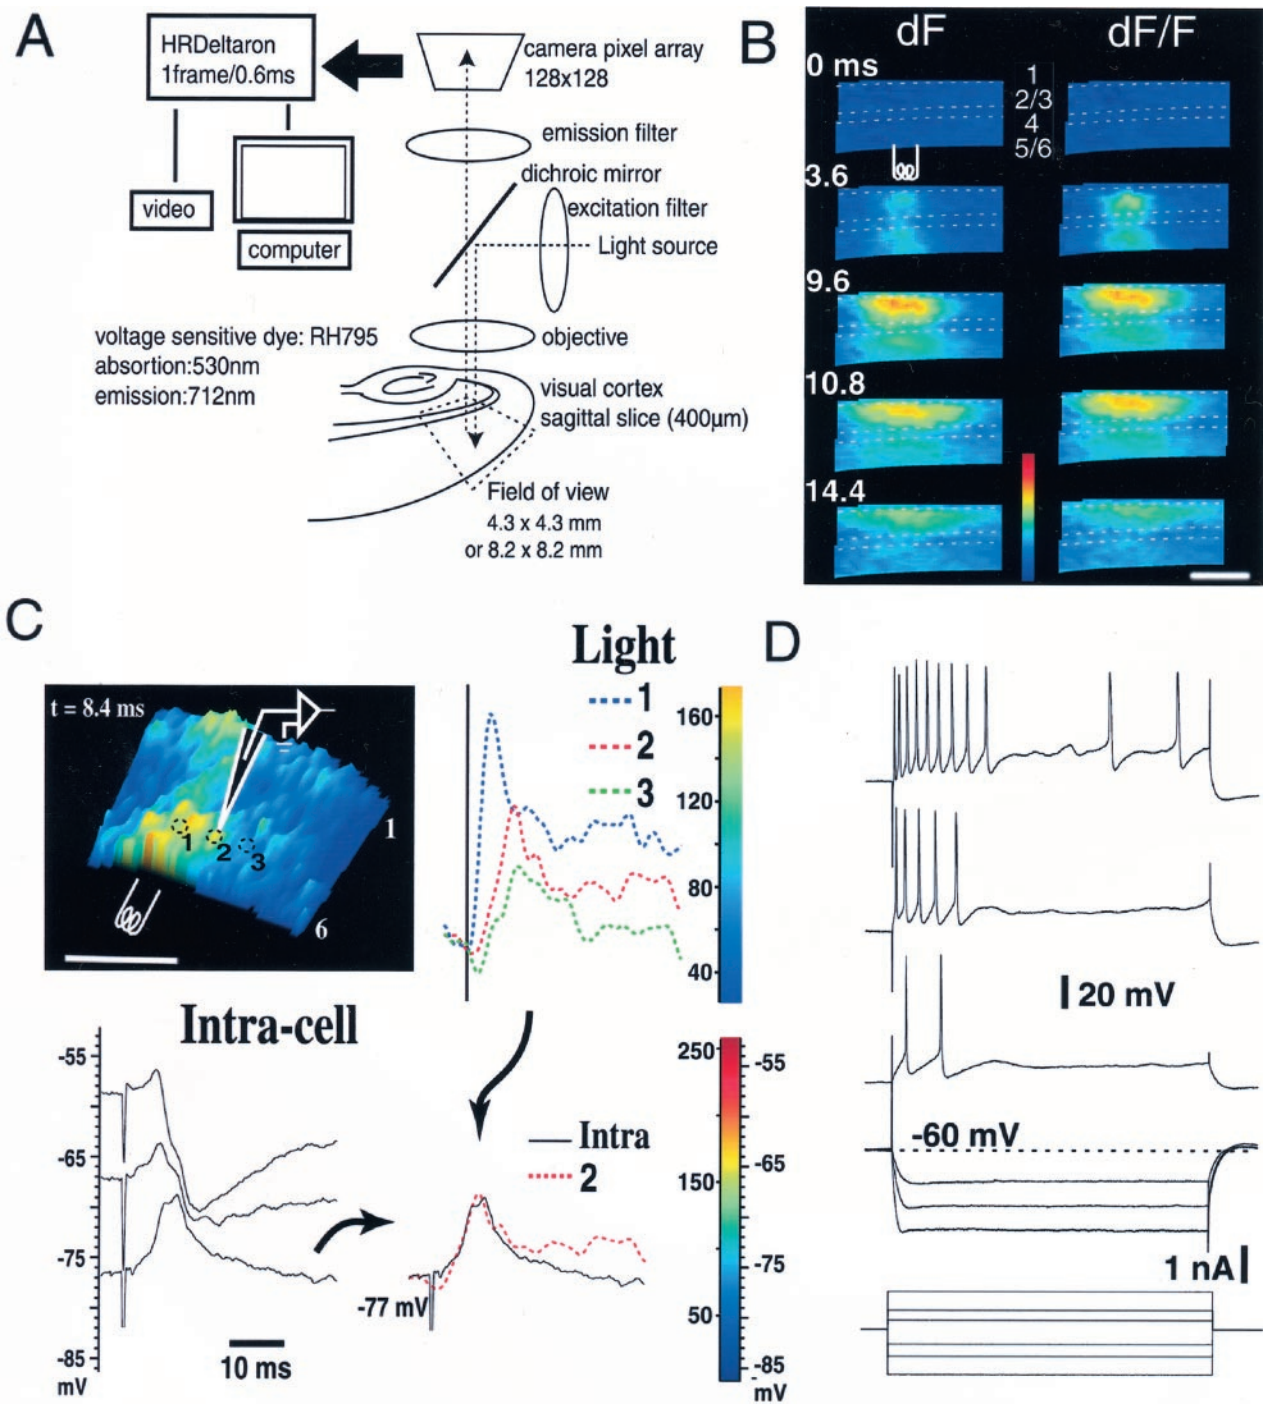 A
HRDeltaron
1frame/0.6ms
camera pixel array
128x128
emission filter
dichroic mirror
excitation filter
Light source
video
computer
voltage sensitive dye: RH795
absortion:530nm
emission:712nm
objective
visual cortex
sagittal slice (400μm)
Field of view
4.3 x 4.3 mm
or 8.2 x 8.2 mm
B
dF
dF/F
0 ms
1
2/3
4
5/6
3.6
9.6
10.8
14.4
C
t = 8.4 ms
1
2
3
1
6
Light
1
2
3
160
120
80
40
Intra-cell
-55
-65
-75
-85
mV
10 ms
Intra
2
-77 mV
250
150
50
-55
-65
-75
-85
mV
D
20 mV
-60 mV
1 nA